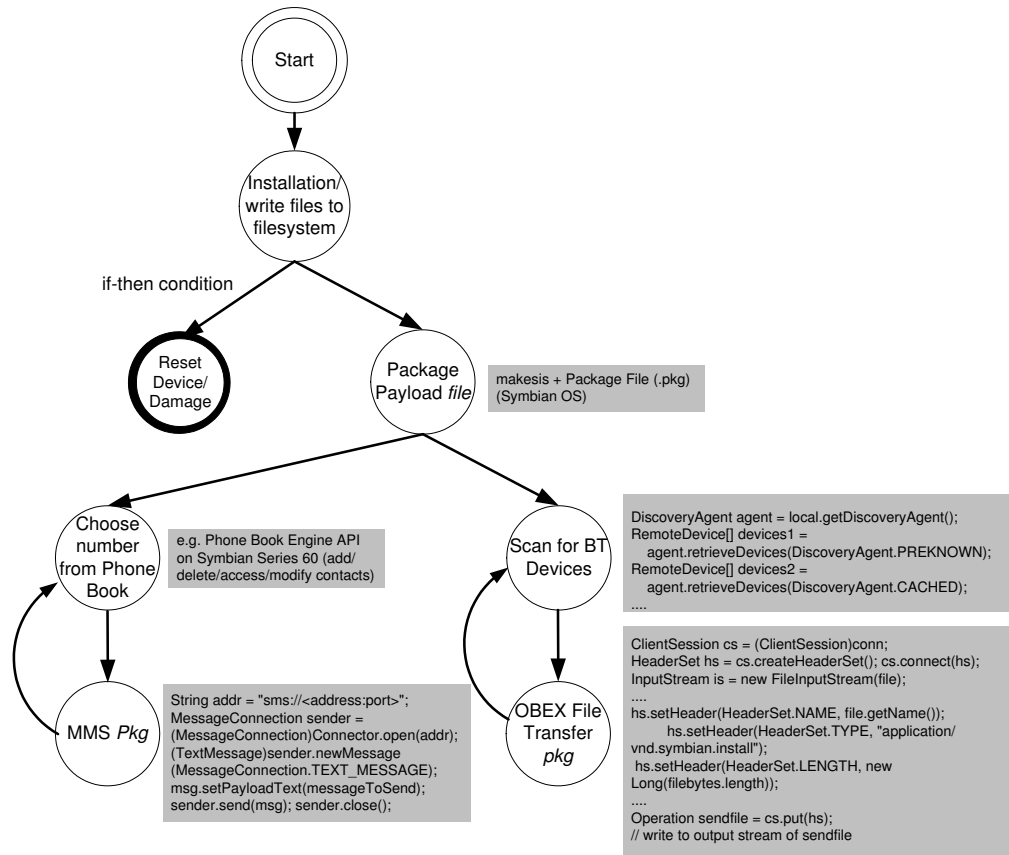 Start
Installation/
write files to
filesystem
if-then condition
Reset
Device/
Damage
Package
Payload file
makesis + Package File (.pkg)
(Symbian OS)
Choose
number
from Phone
Book
e.g. Phone Book Engine API
on Symbian Series 60 (add/
delete/access/modify contacts)
Scan for BT
Devices
DiscoveryAgent agent = local.getDiscoveryAgent();
RemoteDevice[] devices1 =
agent.retrieveDevices(DiscoveryAgent.PREKNOWN);
RemoteDevice[] devices2 =
agent.retrieveDevices(DiscoveryAgent.CACHED);
....
MMS Pkg
String addr = "sms://<address:port>";
MessageConnection sender =
(MessageConnection)Connector.open(addr);
(TextMessage)sender.newMessage
(MessageConnection.TEXT_MESSAGE);
msg.setPayloadText(messageToSend);
sender.send(msg); sender.close();
OBEX File
Transfer
pkg
ClientSession cs = (ClientSession)conn;
HeaderSet hs = cs.createHeaderSet(); cs.connect(hs);
InputStream is = new FileInputStream(file);
....
hs.setHeader(HeaderSet.NAME, file.getName());
hs.setHeader(HeaderSet.TYPE, "application/
vnd.symbian.install");
hs.setHeader(HeaderSet.LENGTH, new
Long(filebytes.length));
....
Operation sendfile = cs.put(hs);
// write to output stream of sendfile